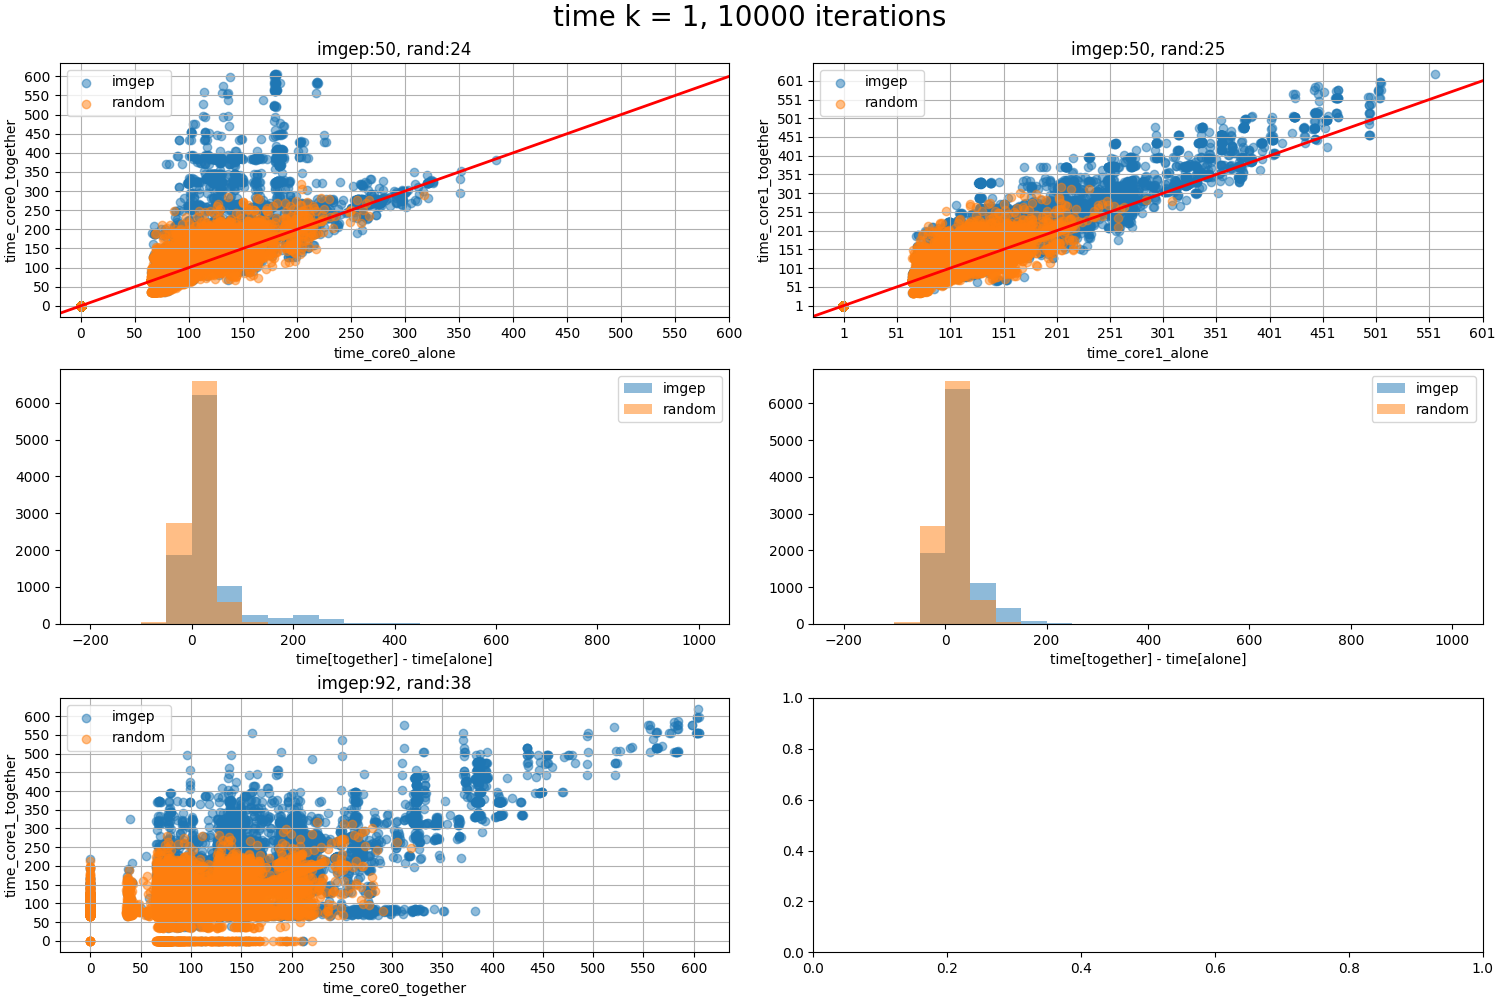 time k = 1, 10000 iterations
imgep:50, rand:24
imgep
random
600
550
500
450
400
350
300
250
200
150
100
50
0
time_core0_together
0 50 100 150 200 250 300 350 400 450 500 550 600
time_core0_alone
imgep:50, rand:25
imgep
random
601
551
501
451
401
351
301
251
201
151
101
51
1
time_core1_together
1 51 101 151 201 251 301 351 401 451 501 551 601
time_core1_alone
imgep
random
6000
5000
4000
3000
2000
1000
0
−200 0 200 400 600 800 1000
time[together] - time[alone]
imgep
random
6000
5000
4000
3000
2000
1000
0
−200 0 200 400 600 800 1000
time[together] - time[alone]
imgep:92, rand:38
imgep
random
600
550
500
450
400
350
300
250
200
150
100
50
0
time_core1_together
0 50 100 150 200 250 300 350 400 450 500 550 600
time_core0_together
1.0
0.8
0.6
0.4
0.2
0.0
0.0 0.2 0.4 0.6 0.8 1.0